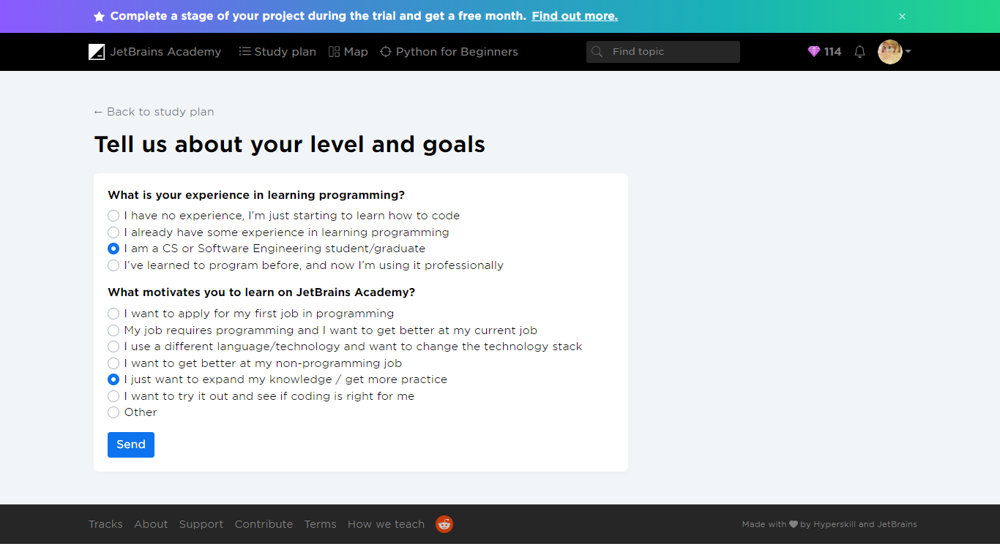 Complete a stage of your project during the trial and get a free month. Find out more. ×
JetBrains Academy Study plan Map Python for Beginners Find topic 114
← Back to study plan
Tell us about your level and goals
What is your experience in learning programming?
I have no experience, I’m just starting to learn how to code
I already have some experience in learning programming
I am a CS or Software Engineering student/graduate
I’ve learned to program before, and now I’m using it professionally
What motivates you to learn on JetBrains Academy?
I want to apply for my first job in programming
My job requires programming and I want to get better at my current job
I use a different language/technology and want to change the technology stack
I want to get better at my non-programming job
I just want to expand my knowledge / get more practice
I want to try it out and see if coding is right for me
Other
Send
Tracks About Support Contribute Terms How we teach Made with ♥ by Hyperskill and JetBrains